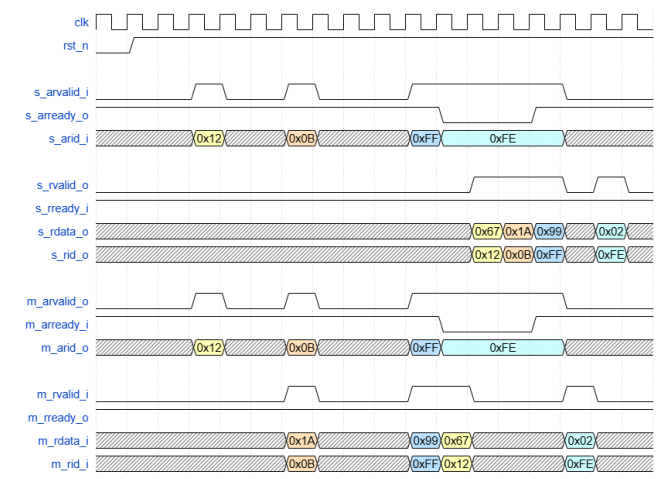 clk
rst_n
s_arvalid_i
s_arready_o
s_arid_i 0x12 0x0B 0xFF 0xFE
s_rvalid_o
s_rready_i
s_rdata_o 0x67 0x1A 0x99 0x02
s_rid_o 0x12 0x0B 0xFF 0xFE
m_arvalid_o
m_arready_i
m_arid_o 0x12 0x0B 0xFF 0xFE
m_rvalid_i
m_rready_o
m_rdata_i 0x1A 0x99 0x67 0x02
m_rid_i 0x0B 0xFF 0x12 0xFE